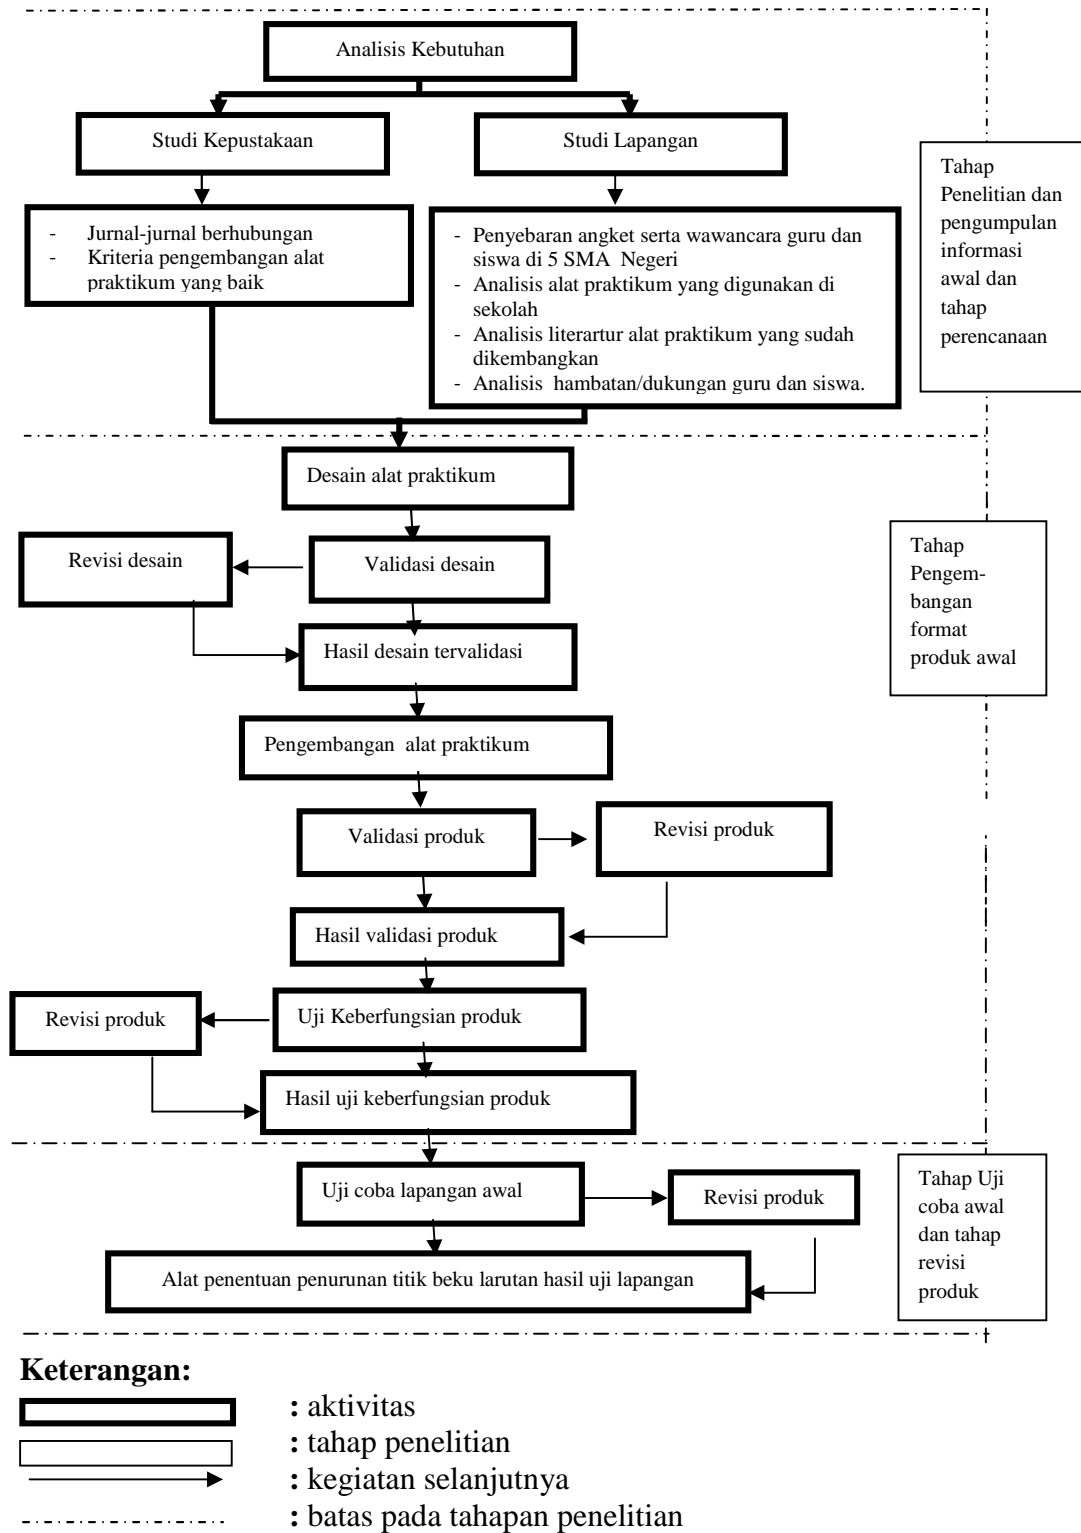 Analisis Kebutuhan
Studi Kepustakaan
Studi Lapangan
- Jurnal-jurnal berhubungan
- Kriteria pengembangan alat
praktikum yang baik
- Penyebaran angket serta wawancara guru dan
siswa di 5 SMA Negeri
- Analisis alat praktikum yang digunakan di
sekolah
- Analisis literartur alat praktikum yang sudah
dikembangkan
- Analisis hambatan/dukungan guru dan siswa.
Tahap
Penelitian dan
pengumpulan
informasi
awal dan
tahap
perencanaan
Desain alat praktikum
Revisi desain
Validasi desain
Hasil desain tervalidasi
Pengembangan alat praktikum
Tahap
Pengem-
bangan
format
produk awal
Validasi produk
Revisi produk
Hasil validasi produk
Revisi produk
Uji Keberfungsian produk
Hasil uji keberfungsian produk
Uji coba lapangan awal
Revisi produk
Alat penentuan penurunan titik beku larutan hasil uji lapangan
Tahap Uji
coba awal
dan tahap
revisi
produk
Keterangan:
: aktivitas
: tahap penelitian
: kegiatan selanjutnya
: batas pada tahapan penelitian